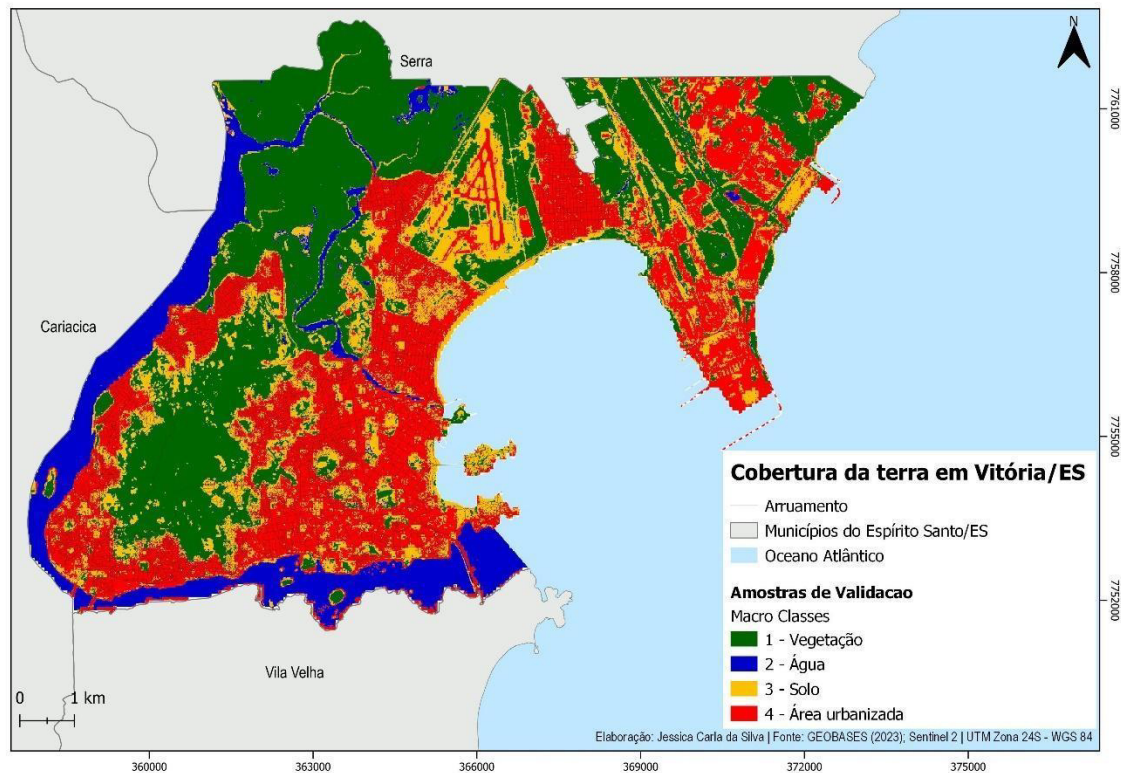 N
Serra
Cariacica
Vila Velha
0 1 km
7761000
7758000
7755000
7752000
Cobertura da terra em Vitória/ES
Arruamento
Municípios do Espírito Santo/ES
Oceano Atlântico
Amostras de Validacao
Macro Classes
1 - Vegetação
2 - Água
3 - Solo
4 - Área urbanizada
Elaboração: Jessica Carla da Silva | Fonte: GEOBASES (2023); Sentinel 2 | UTM Zona 24S - WGS 84
360000 363000 366000 369000 372000 375000